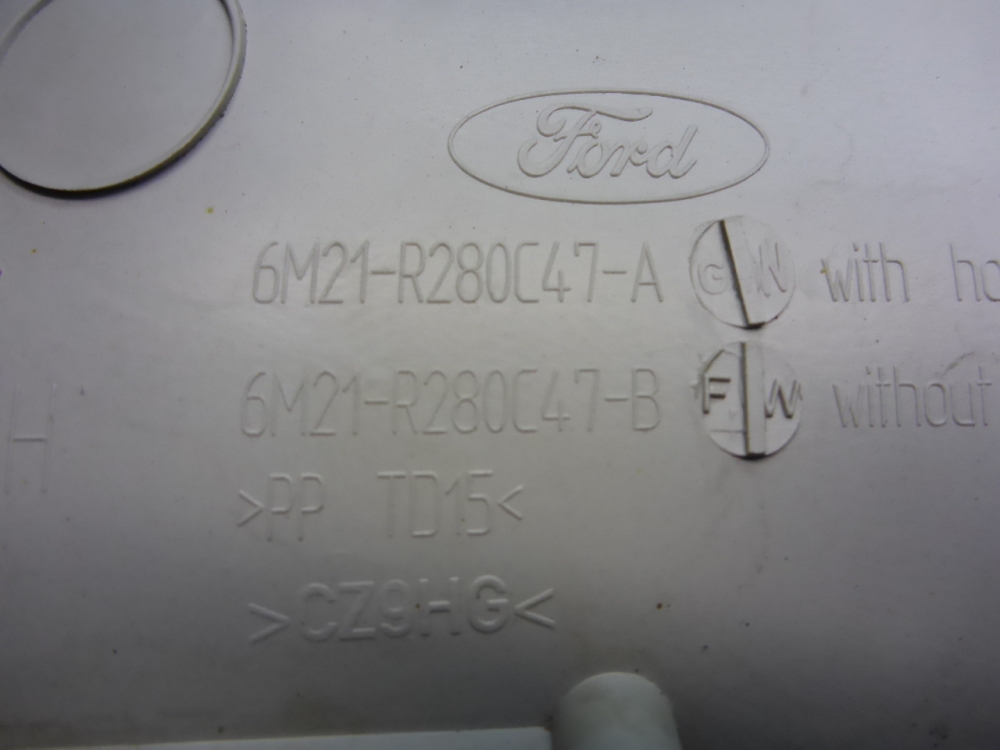 Ford
6M21-R280C47-A G W with
6M21-R280C47-B F W without
>PP TD15<
>CZ9HG<